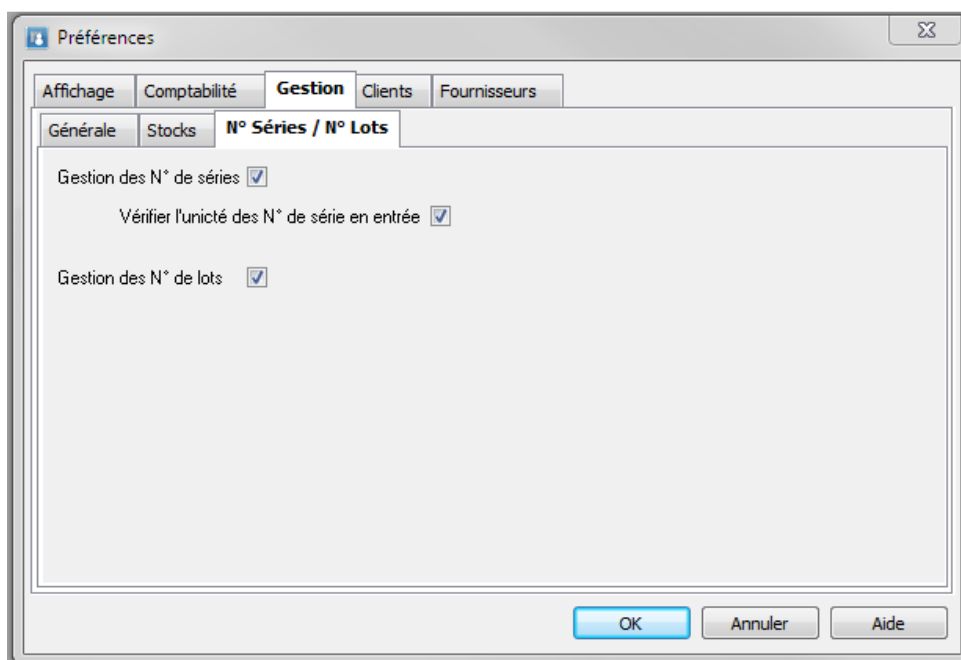 Préférences
Affichage Comptabilité Gestion Clients Fournisseurs
Générale Stocks N° Séries / N° Lots
Gestion des N° de séries
Vérifier l'unicté des N° de série en entrée
Gestion des N° de lots
OK Annuler Aide